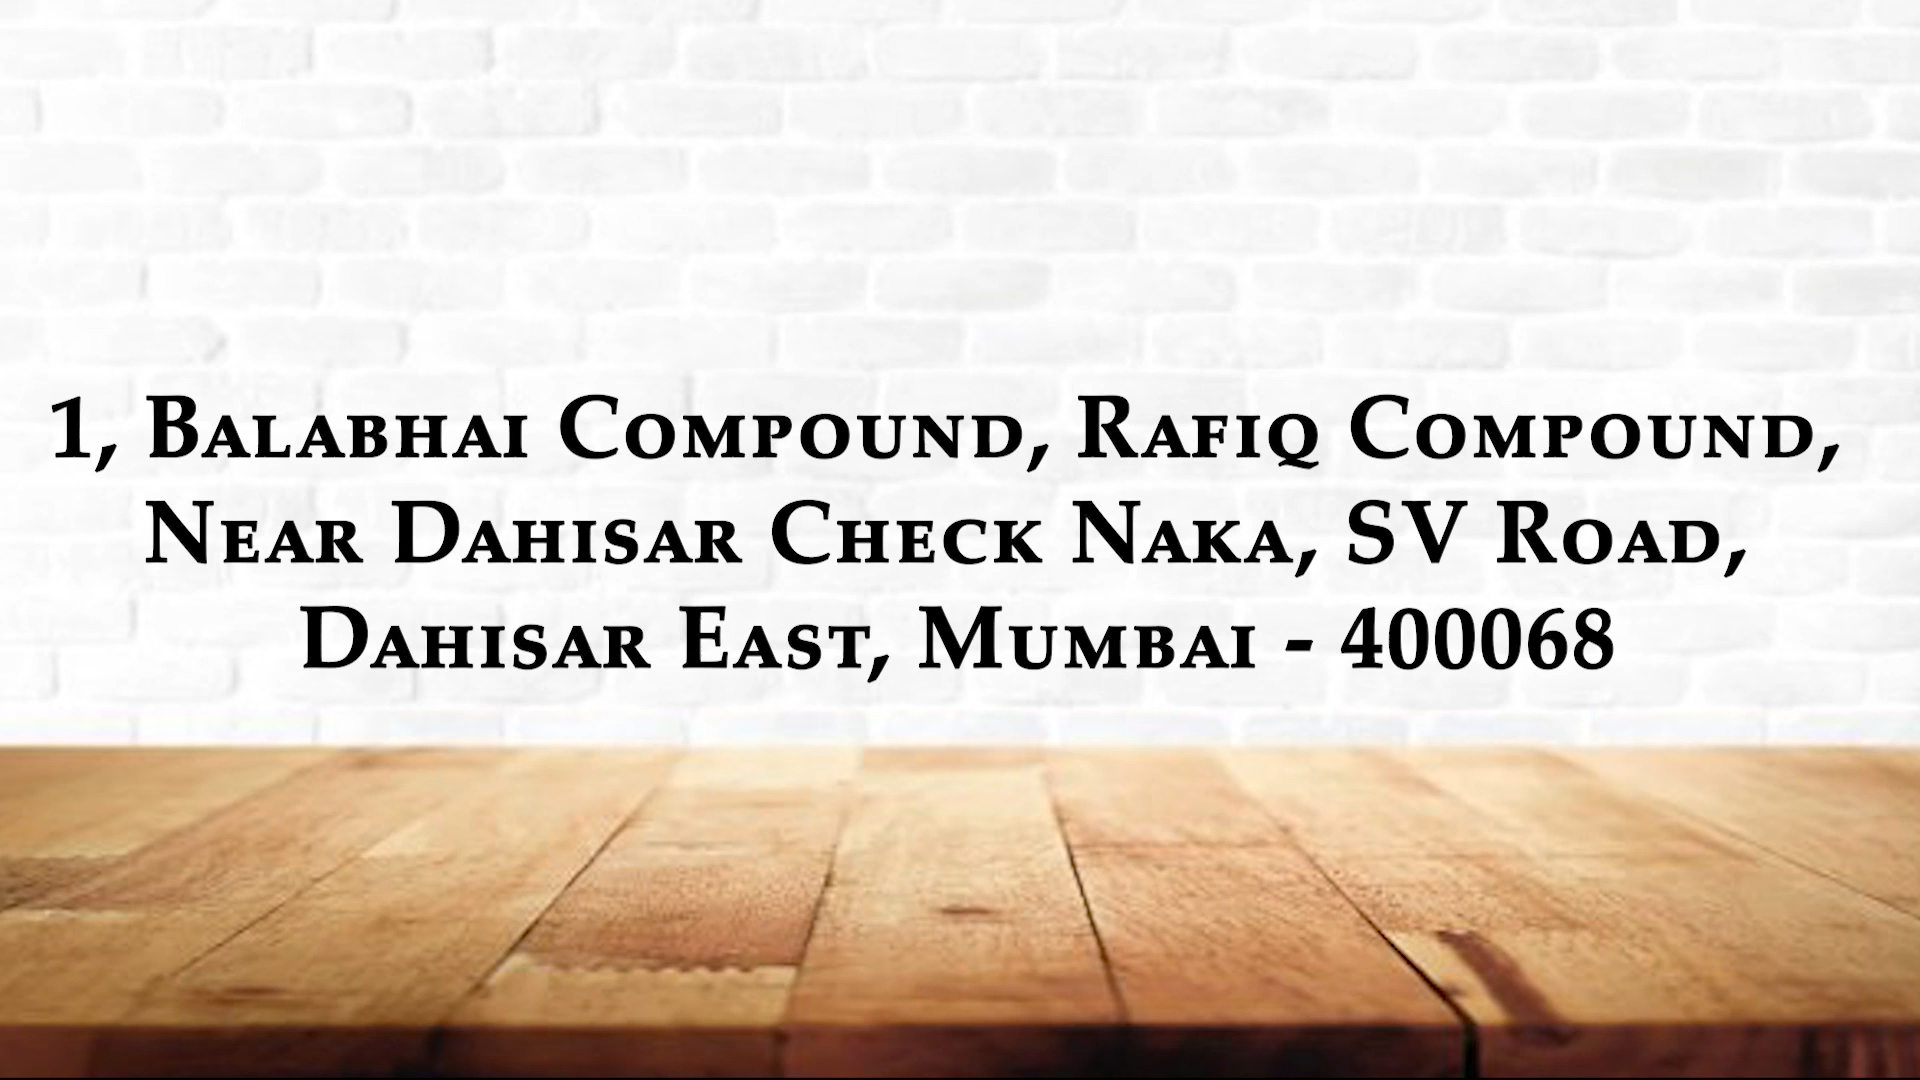 1, Balabhai Compound, Rafiq Compound,
Near Dahisar Check Naka, SV Road,
Dahisar East, Mumbai - 400068